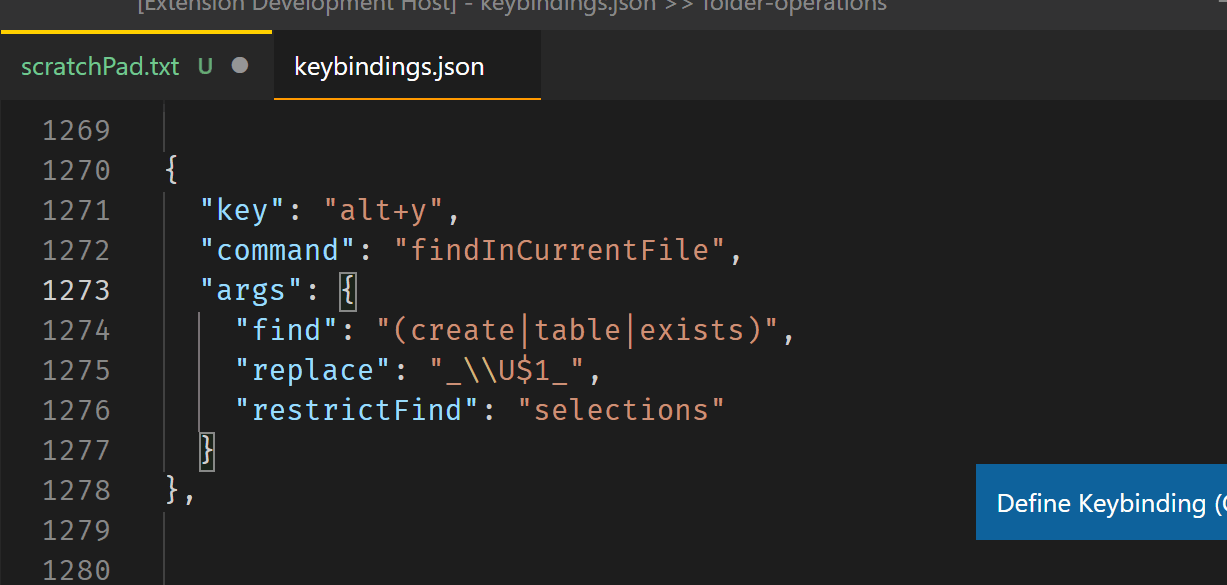 [Extension Development Host] - keybindings.json >> folder-operations
scratchPad.txt U ● keybindings.json
1269
1270 {
1271 "key": "alt+y",
1272 "command": "findInCurrentFile",
1273 "args": {
1274 "find": "(create|table|exists)",
1275 "replace": "_\\U$1_",
1276 "restrictFind": "selections"
1277 }
1278 },
1279
1280
Define Keybinding (